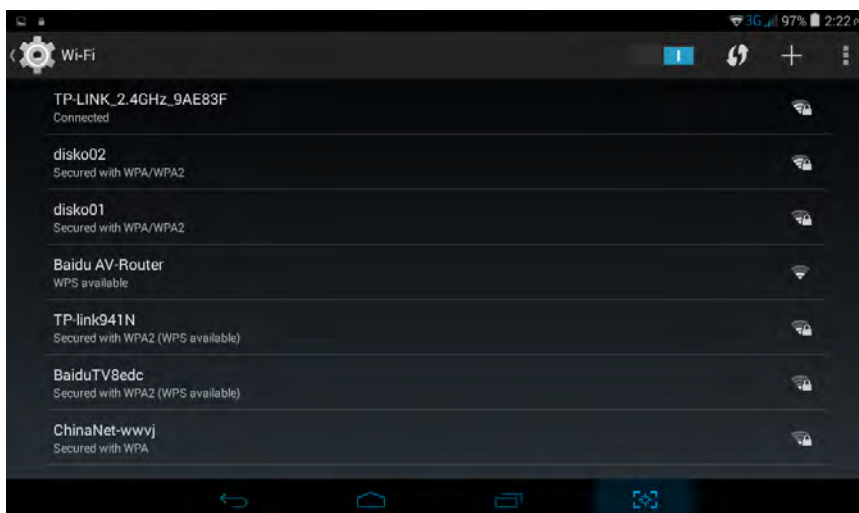 3G 97% 2:22
Wi-Fi
TP-LINK_2.4GHz_9AE83F
Connected
disko02
Secured with WPA/WPA2
disko01
Secured with WPA/WPA2
Baidu AV-Router
WPS available
TP-link941N
Secured with WPA2 (WPS available)
BaiduTV8edc
Secured with WPA2 (WPS available)
ChinaNet-wwvj
Secured with WPA